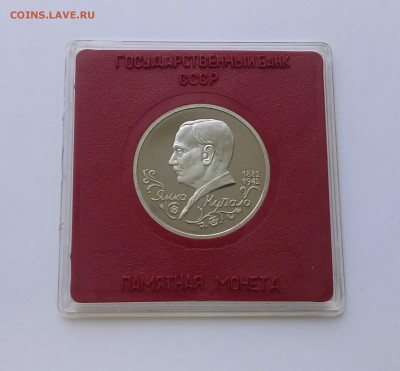 COINS.LAVE.RU
ГОСУДАРСТВЕННЫЙ БАНК
СССР
1882
1942
Янка Купала
ПАМЯТНАЯ МОНЕТА